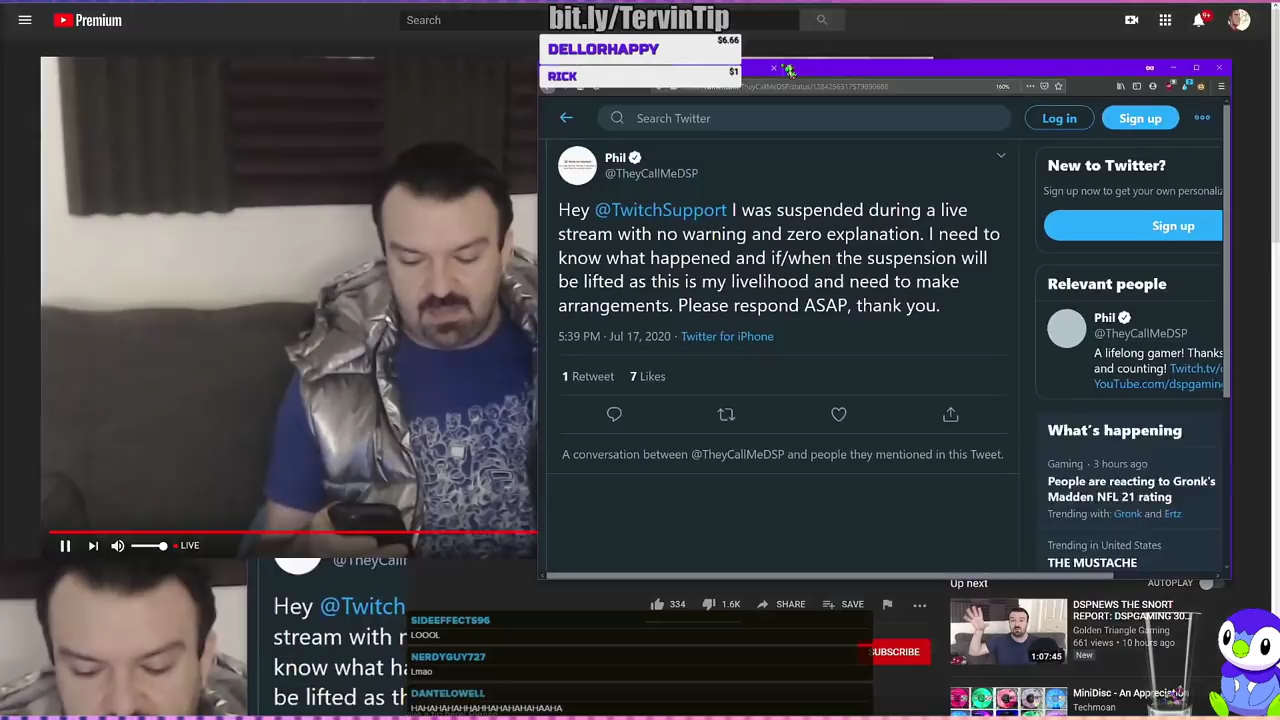 Premium
Search
bit.ly/TervinTip
9+
DELLORHAPPY $6.66
RICK $1
160%
Search Twitter
Log in
Sign up
Phil
@TheyCallMeDSP
Hey @TwitchSupport I was suspended during a live
stream with no warning and zero explanation. I need to
know what happened and if/when the suspension will
be lifted as this is my livelihood and need to make
arrangements. Please respond ASAP, thank you.
5:39 PM · Jul 17, 2020 · Twitter for iPhone
1 Retweet 7 Likes
A conversation between @TheyCallMeDSP and people they mentioned in this Tweet.
New to Twitter?
Sign up now to get your own personaliz
Sign up
Relevant people
Phil
@TheyCallMeDSP
A lifelong gamer! Thanks
and counting! Twitch.tv/
YouTube.com/dspgamin
What's happening
Gaming · 3 hours ago
People are reacting to Gronk's
Madden NFL 21 rating
Trending with: Gronk and Ertz
Trending in United States
THE MUSTACHE
LIVE
@TheyCall
Hey @Twitch
stream with
know what ha
be lifted as th
334 1.6K SHARE SAVE
SUBSCRIBE
SIDEEFFECTS96
LOOOL
NERDYGUY727
Lmao
DANTELOWELL
HAHAHAHAHHAHHAHAHAHAHAAHA
Up next AUTOPLAY
DSPNEWS THE SNORT
REPORT: DSPGAMING 30...
Golden Triangle Gaming
661 views • 10 hours ago
New
1:07:45
MiniDisc - An Appreciation
Techmoan